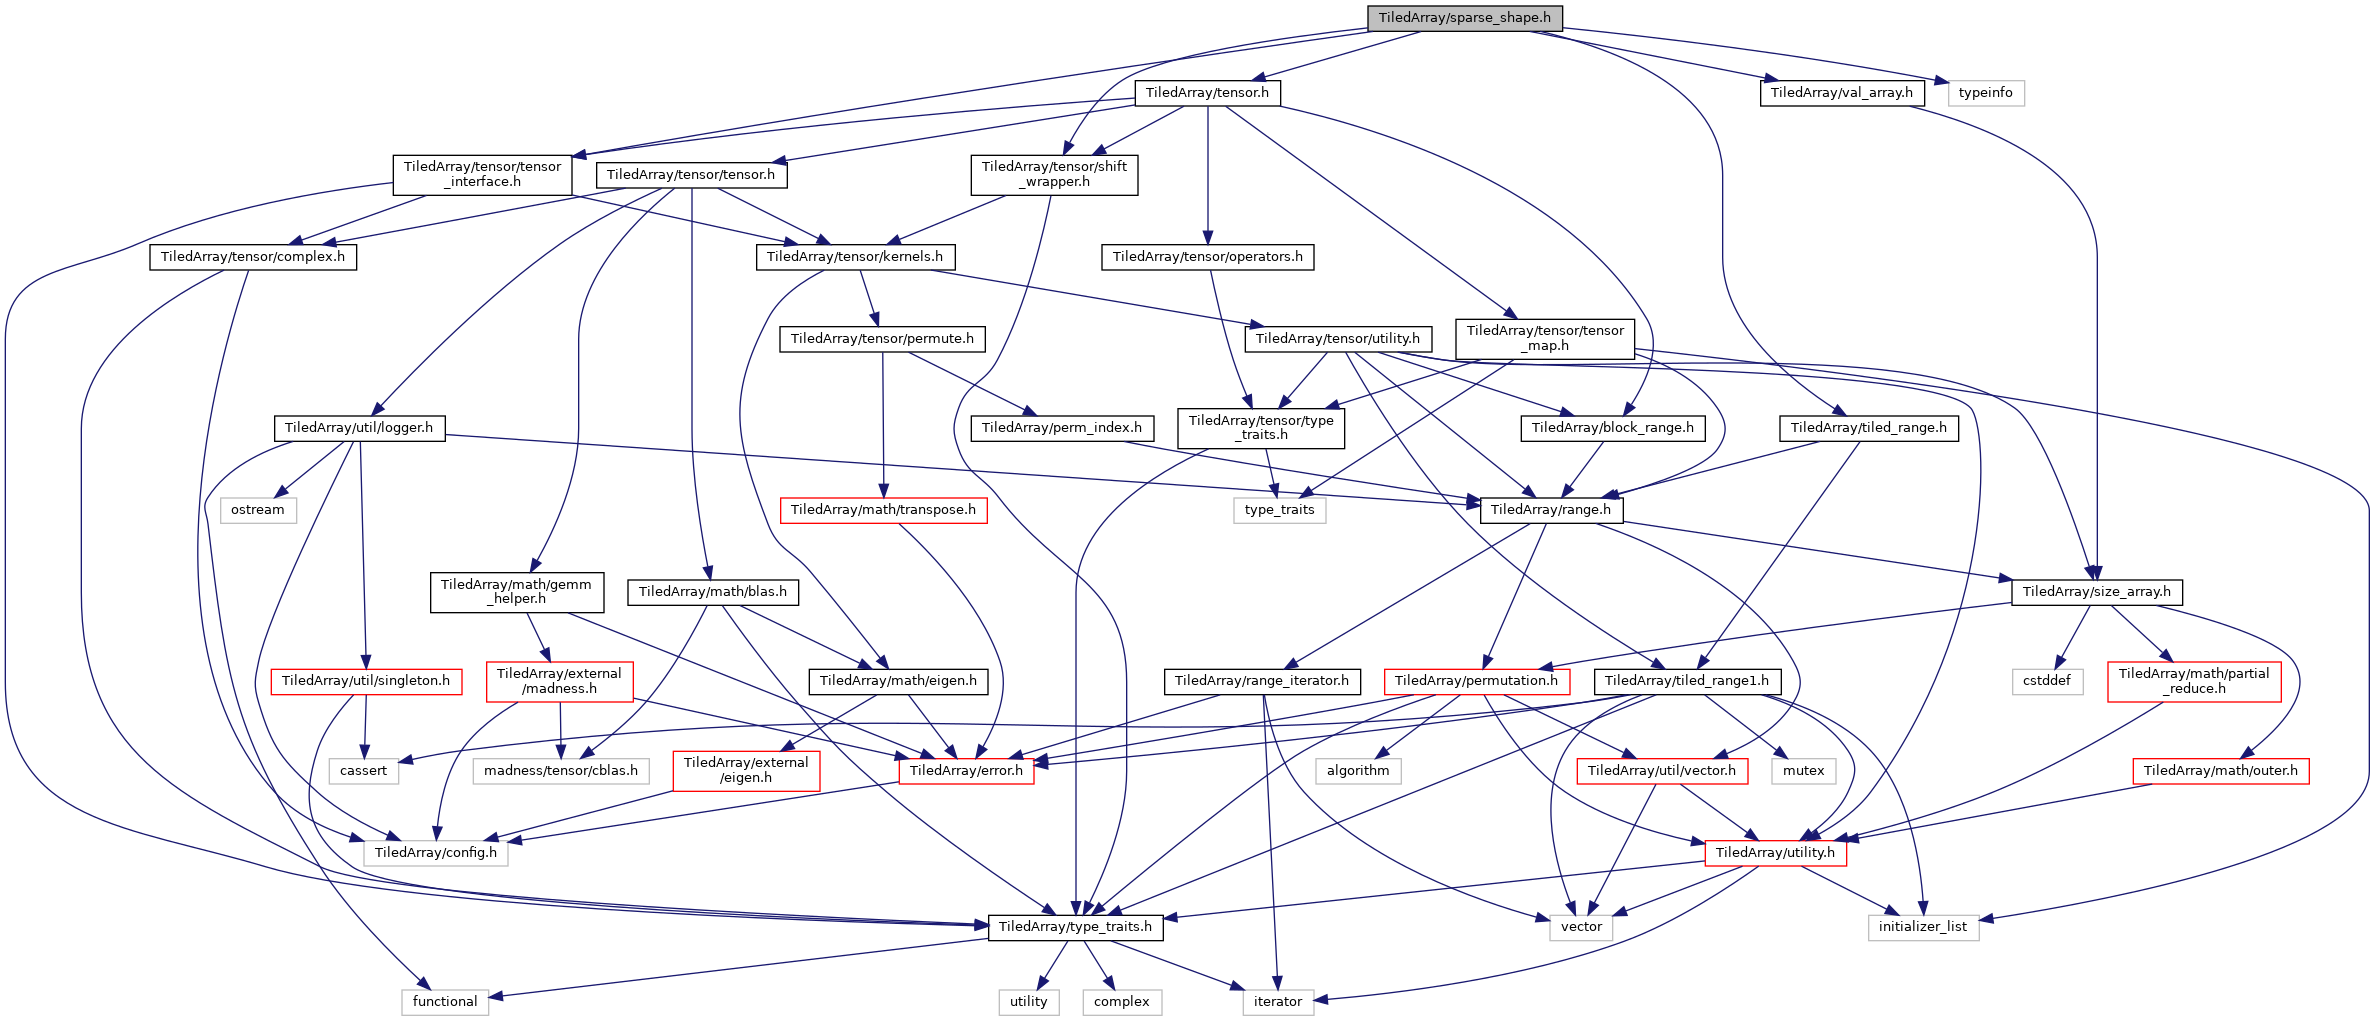 TiledArray/sparse_shape.h
TiledArray/tensor.h
TiledArray/val_array.h
typeinfo
TiledArray/tensor/tensor
_interface.h
TiledArray/tensor/tensor.h
TiledArray/tensor/shift
_wrapper.h
TiledArray/tensor/complex.h
TiledArray/tensor/kernels.h
TiledArray/tensor/operators.h
TiledArray/tensor/permute.h
TiledArray/tensor/utility.h
TiledArray/tensor/tensor
_map.h
TiledArray/util/logger.h
TiledArray/perm_index.h
TiledArray/tensor/type
_traits.h
TiledArray/block_range.h
TiledArray/tiled_range.h
ostream
TiledArray/math/transpose.h
type_traits
TiledArray/range.h
TiledArray/math/gemm
_helper.h
TiledArray/math/blas.h
TiledArray/size_array.h
TiledArray/util/singleton.h
TiledArray/external
/madness.h
TiledArray/math/eigen.h
TiledArray/range_iterator.h
TiledArray/permutation.h
TiledArray/tiled_range1.h
cstddef
TiledArray/math/partial
_reduce.h
cassert
madness/tensor/cblas.h
TiledArray/external
/eigen.h
TiledArray/error.h
algorithm
TiledArray/util/vector.h
mutex
TiledArray/math/outer.h
TiledArray/config.h
TiledArray/utility.h
TiledArray/type_traits.h
vector
initializer_list
functional
utility
complex
iterator